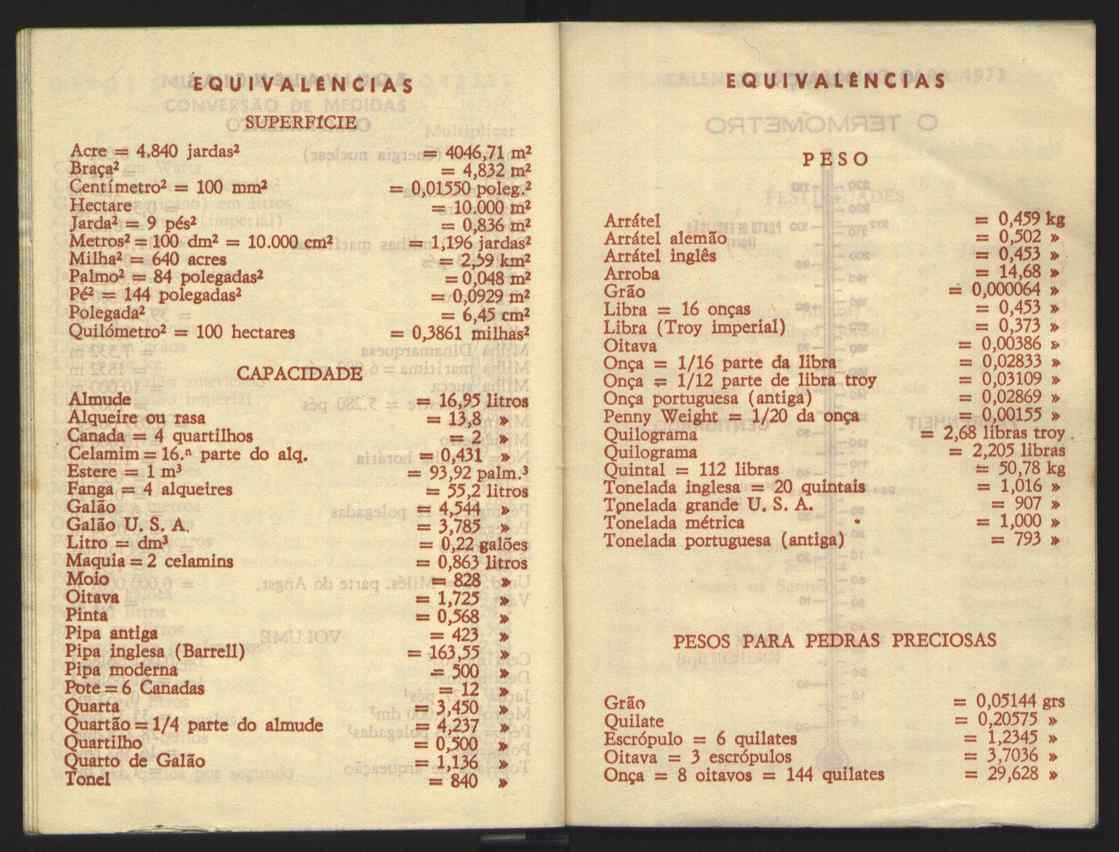 EQUIVALÊNCIAS
SUPERFÍCIE
Acre = 4.840 jardas² = 4046,71 m²
Braça² = 4,832 m²
Centímetro² = 100 mm² = 0,01550 poleg.²
Hectare = 10.000 m²
Jarda² = 9 pés² = 0,836 m²
Metros² = 100 dm² = 10.000 cm² = 1,196 jardas²
Milha² = 640 acres = 2,59 km²
Palmo² = 84 polegadas² = 0,048 m²
Pé² = 144 polegadas² = 0,0929 m²
Polegada² = 6,45 cm²
Quilómetro² = 100 hectares = 0,3861 milhas²
CAPACIDADE
Almude = 16,95 litros
Alqueire ou rasa = 13,8 »
Canada = 4 quartilhos = 2 »
Celamim = 16.ª parte do alq. = 0,431 »
Estere = 1 m³ = 93,92 palm.³
Fanga = 4 alqueires = 55,2 litros
Galão = 4,544 »
Galão U. S. A. = 3,785 »
Litro = dm³ = 0,22 galões
Maquia = 2 celamins = 0,863 litros
Moio = 828 »
Oitava = 1,725 »
Pinta = 0,568 »
Pipa antiga = 423 »
Pipa inglesa (Barrell) = 163,55 »
Pipa moderna = 500 »
Pote = 6 Canadas = 12 »
Quarta = 3,450 »
Quartão = 1/4 parte do almude = 4,237 »
Quartilho = 0,500 »
Quarto de Galão = 1,136 »
Tonel = 840 »
EQUIVALÊNCIAS
PESO
Arrátel = 0,459 kg
Arrátel alemão = 0,502 »
Arrátel inglês = 0,453 »
Arroba = 14,68 »
Grão = 0,000064 »
Libra = 16 onças = 0,453 »
Libra (Troy imperial) = 0,373 »
Oitava = 0,00386 »
Onça = 1/16 parte da libra = 0,02833 »
Onça = 1/12 parte de libra troy = 0,03109 »
Onça portuguesa (antiga) = 0,02869 »
Penny Weight = 1/20 da onça = 0,00155 »
Quilograma = 2,68 libras troy
Quilograma = 2,205 libras
Quintal = 112 libras = 50,78 kg
Tonelada inglesa = 20 quintais = 1,016 »
Tonelada grande U. S. A. = 907 »
Tonelada métrica = 1,000 »
Tonelada portuguesa (antiga) = 793 »
PESOS PARA PEDRAS PRECIOSAS
Grão = 0,05144 grs
Quilate = 0,20575 »
Escrópulo = 6 quilates = 1,2345 »
Oitava = 3 escrópulos = 3,7036 »
Onça = 8 oitavos = 144 quilates = 29,628 »